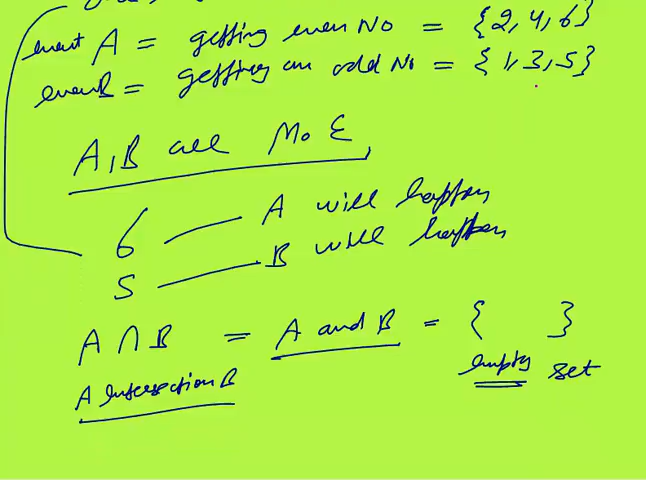 event A = getting even No = {2, 4, 6}
event B = getting an odd No = {1, 3, 5}
A, B are M.E,
6 — A will happen
5 — B will happen
A ∩ B = A and B = { }
A Intersection B empty set